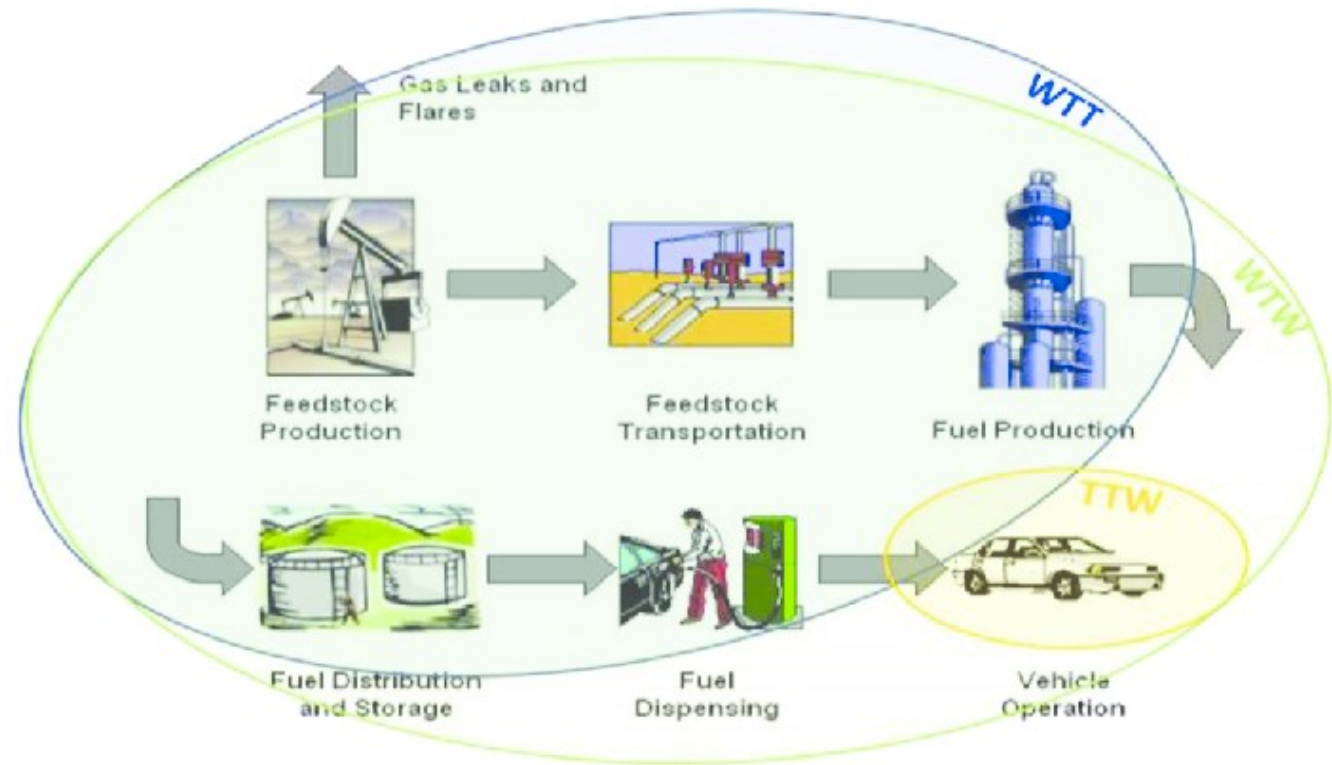 Gas Leaks and
Flares
WTT
WTW
Feedstock
Production
Feedstock
Transportation
Fuel Production
TTW
Fuel Distribution
and Storage
Fuel
Dispensing
Vehicle
Operation